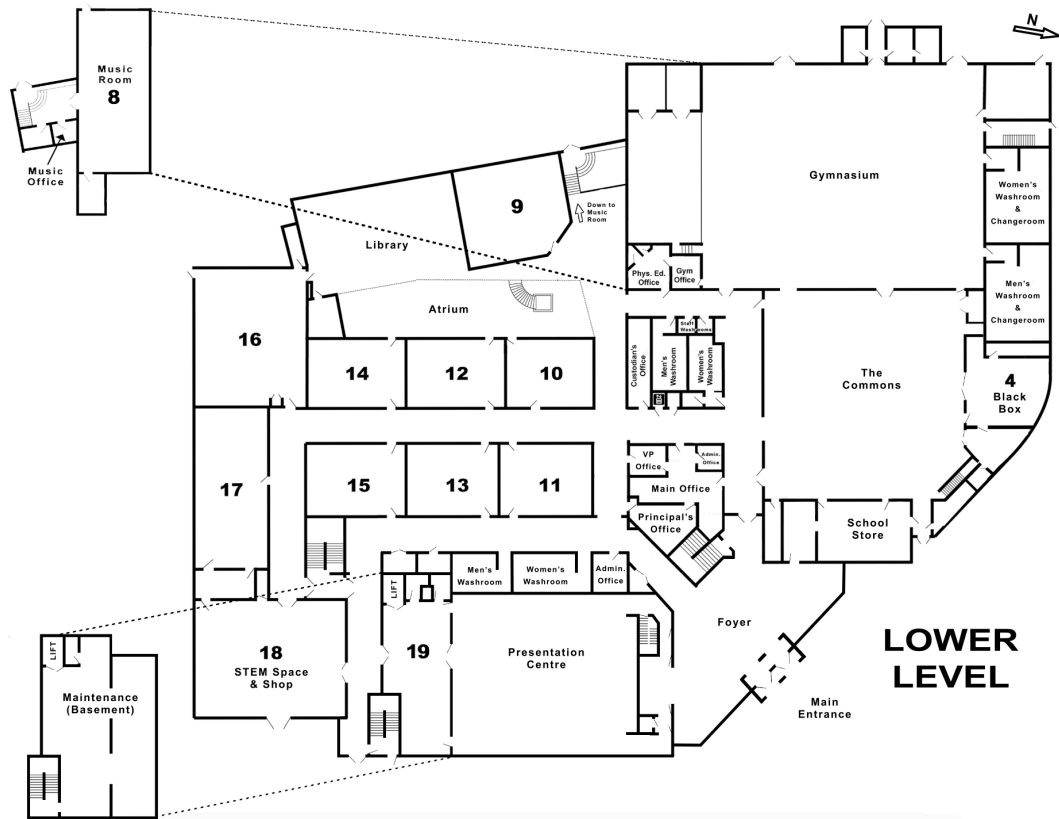 N
Music
Room
8
Music
Office
Gymnasium
Women's
Washroom
&
Changeroom
9
Down to
Music
Room
Library
Phys. Ed.
Office
Gym
Office
Men's
Washroom
&
Changeroom
Atrium
16
14
12
10
Custodian's
Office
Men's
Washroom
Staff
Washrooms
Women's
Washroom
The
Commons
4
Black
Box
17
15
13
11
VP
Office
Admin.
Office
Main Office
Principal's
Office
School
Store
Men's
Washroom
Women's
Washroom
Admin.
Office
LIFT
18
STEM Space
& Shop
19
Presentation
Centre
Foyer
LOWER
LEVEL
Main
Entrance
LIFT
Maintenance
(Basement)